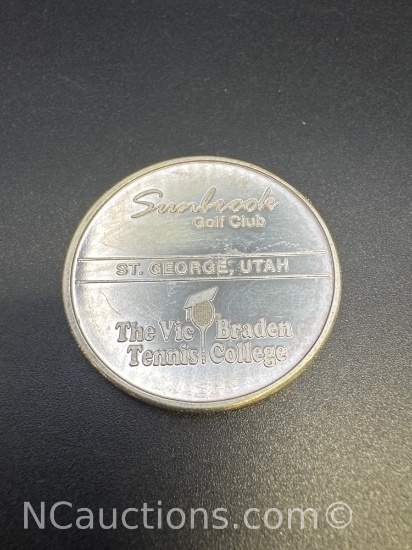 Sunbrook
Golf Club
ST. GEORGE, UTAH
The Vic Braden
Tennis College
NCauctions.com©